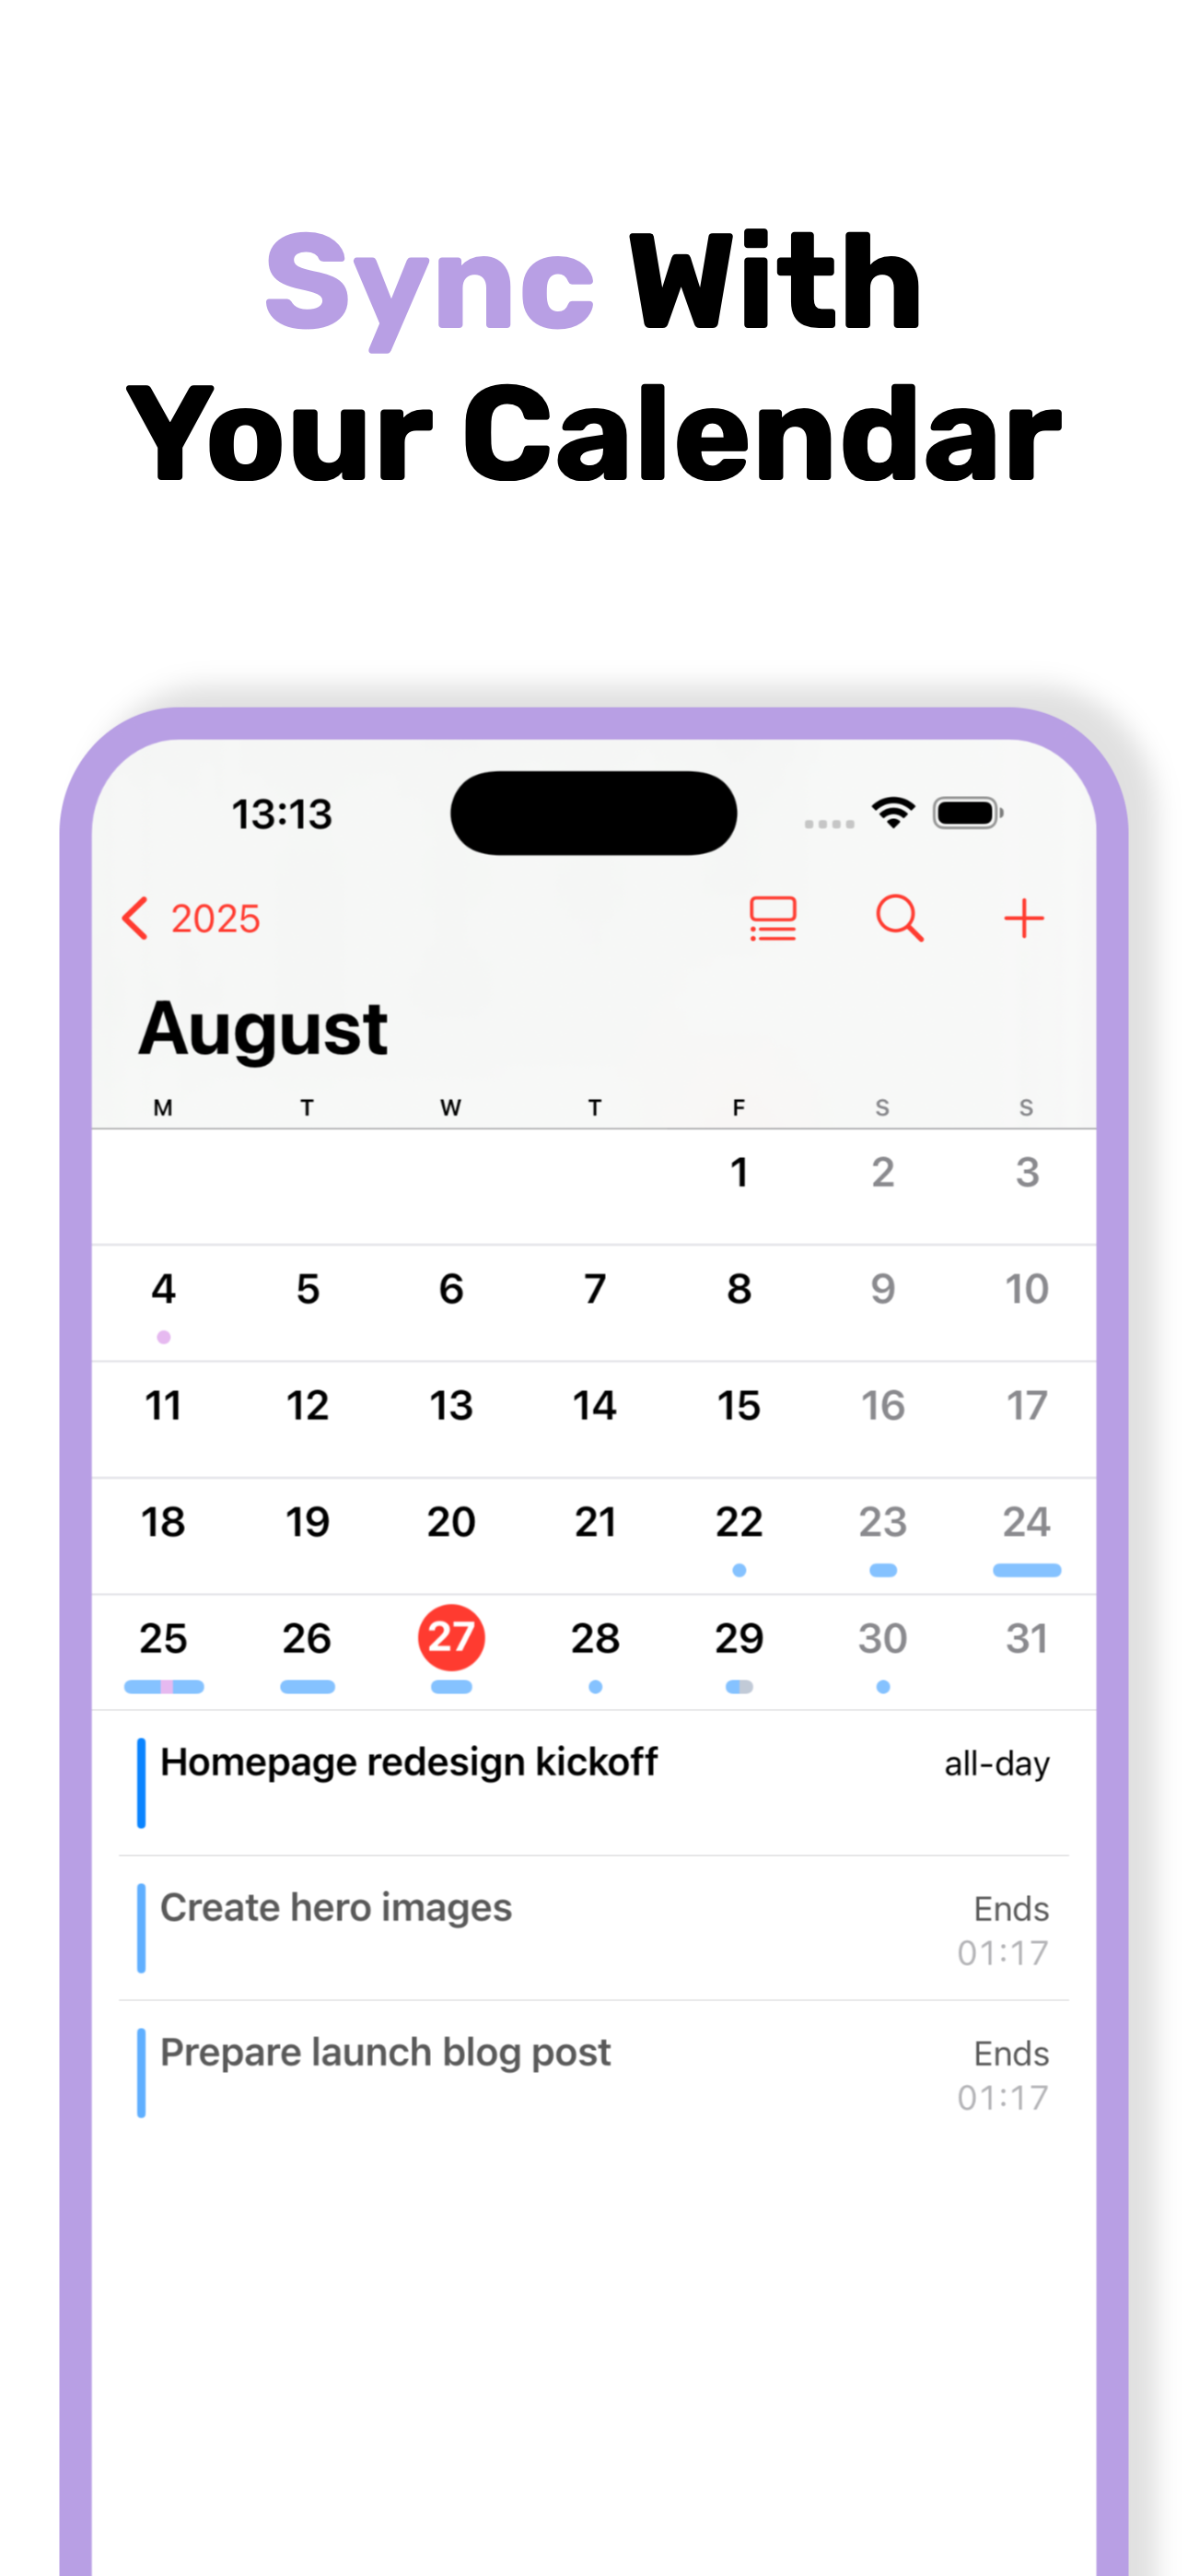 Sync With
Your Calendar
13:13
2025
August
M T W T F S S
1 2 3
4 5 6 7 8 9 10
11 12 13 14 15 16 17
18 19 20 21 22 23 24
25 26 27 28 29 30 31
Homepage redesign kickoff all-day
Create hero images Ends
01:17
Prepare launch blog post Ends
01:17